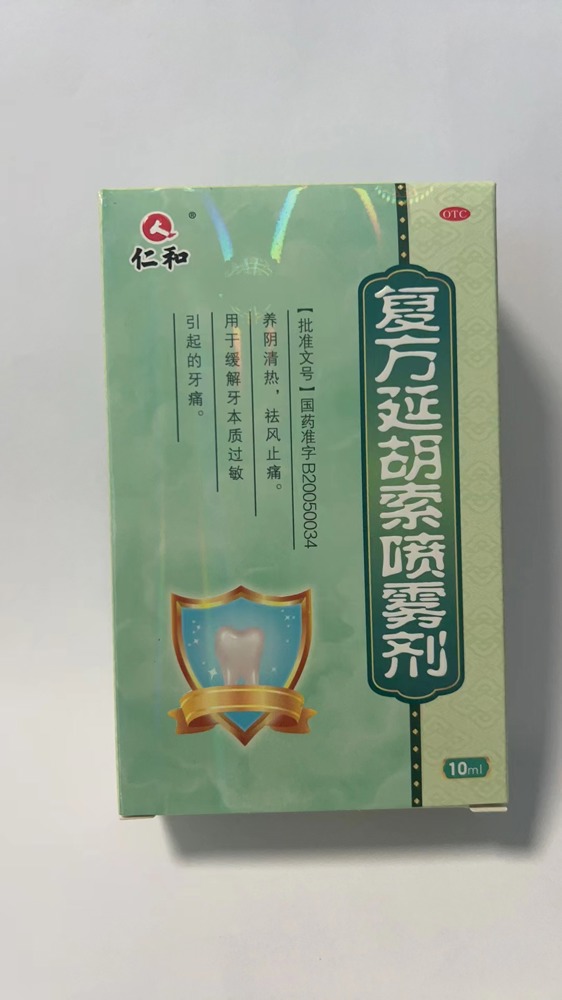 仁和
®
OTC
复方延胡索喷雾剂
【批准文号】国药准字B20050034
养阴清热，祛风止痛。
用于缓解牙本质过敏
引起的牙痛。
10ml